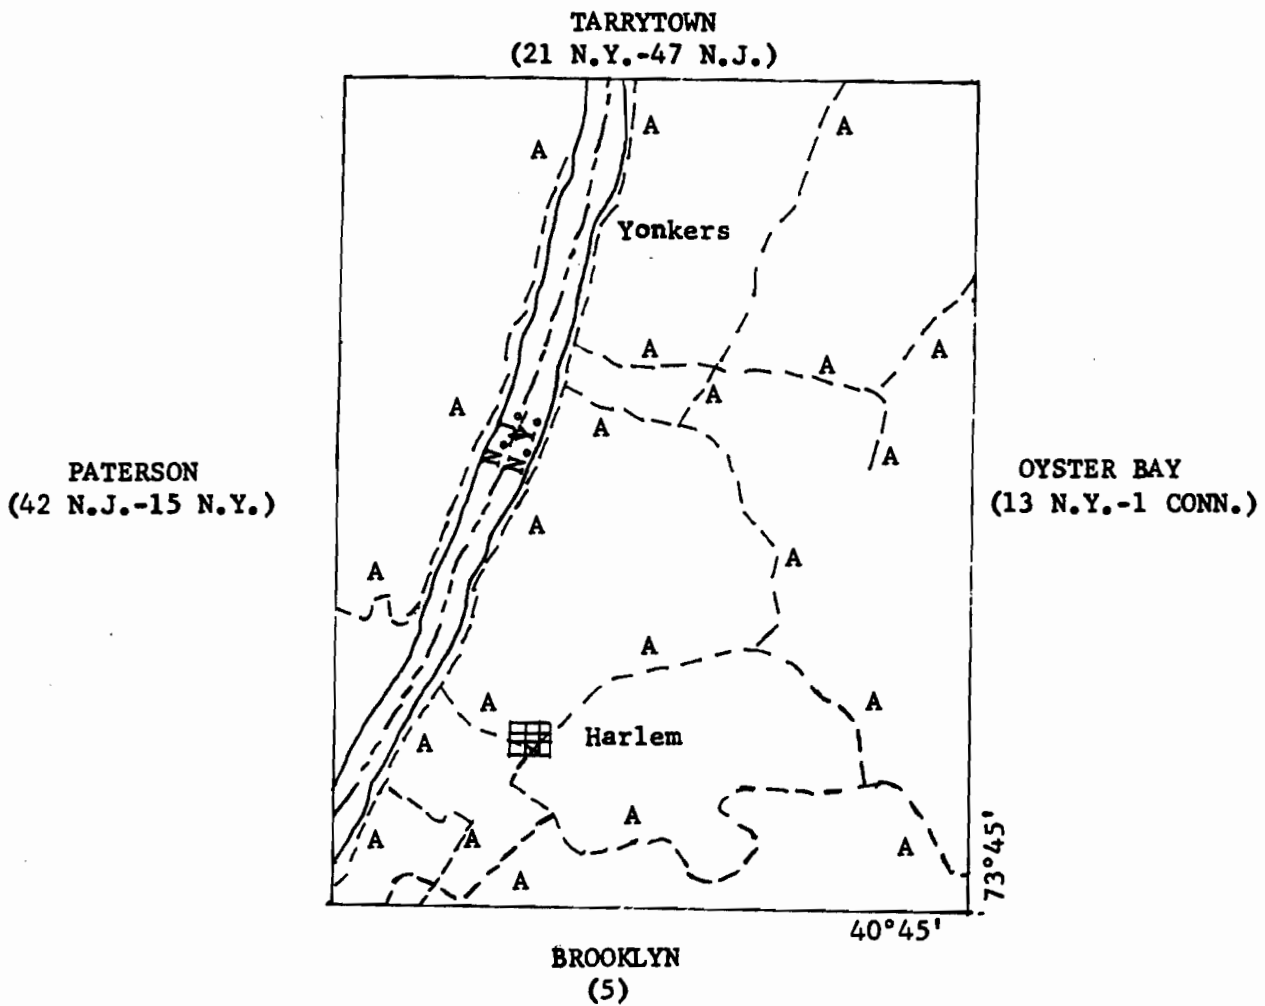 TARRYTOWN
(21 N.Y.-47 N.J.)
A
A
A
Yonkers
A
A
A
A
A
A
N.J.
N.Y.
A
PATERSON
(42 N.J.-15 N.Y.)
OYSTER BAY
(13 N.Y.-1 CONN.)
A
A
A
A
A
A
Harlem
A
A
A
A
A
A
73°45'
40°45'
BROOKLYN
(5)